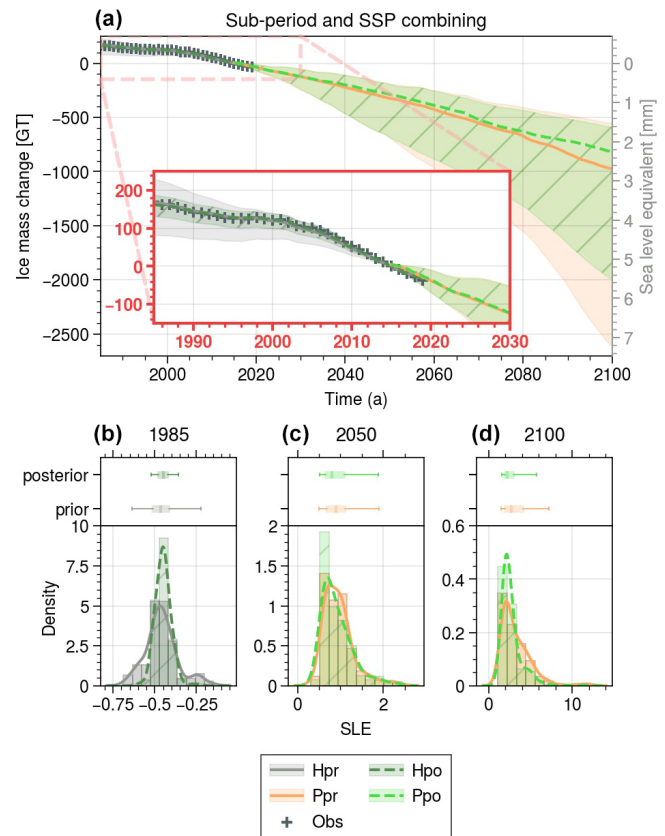 (a) Sub-period and SSP combining
0
−500
−1000
−1500
−2000
−2500
Ice mass change [GT]
0
1
2
3
4
5
6
7
Sea level equivalent [mm]
200
100
0
−100
1990 2000 2010 2020 2030
2000 2020 2040 2060 2080 2100
Time (a)
(b) 1985 (c) 2050 (d) 2100
posterior
prior
10
7.5
5
2.5
0
Density
−0.75 −0.5 −0.25
2
1.5
1
0.5
0
0 2
SLE
0.6
0.4
0.2
0
0 10
Hpr Hpo
Ppr Ppo
Obs